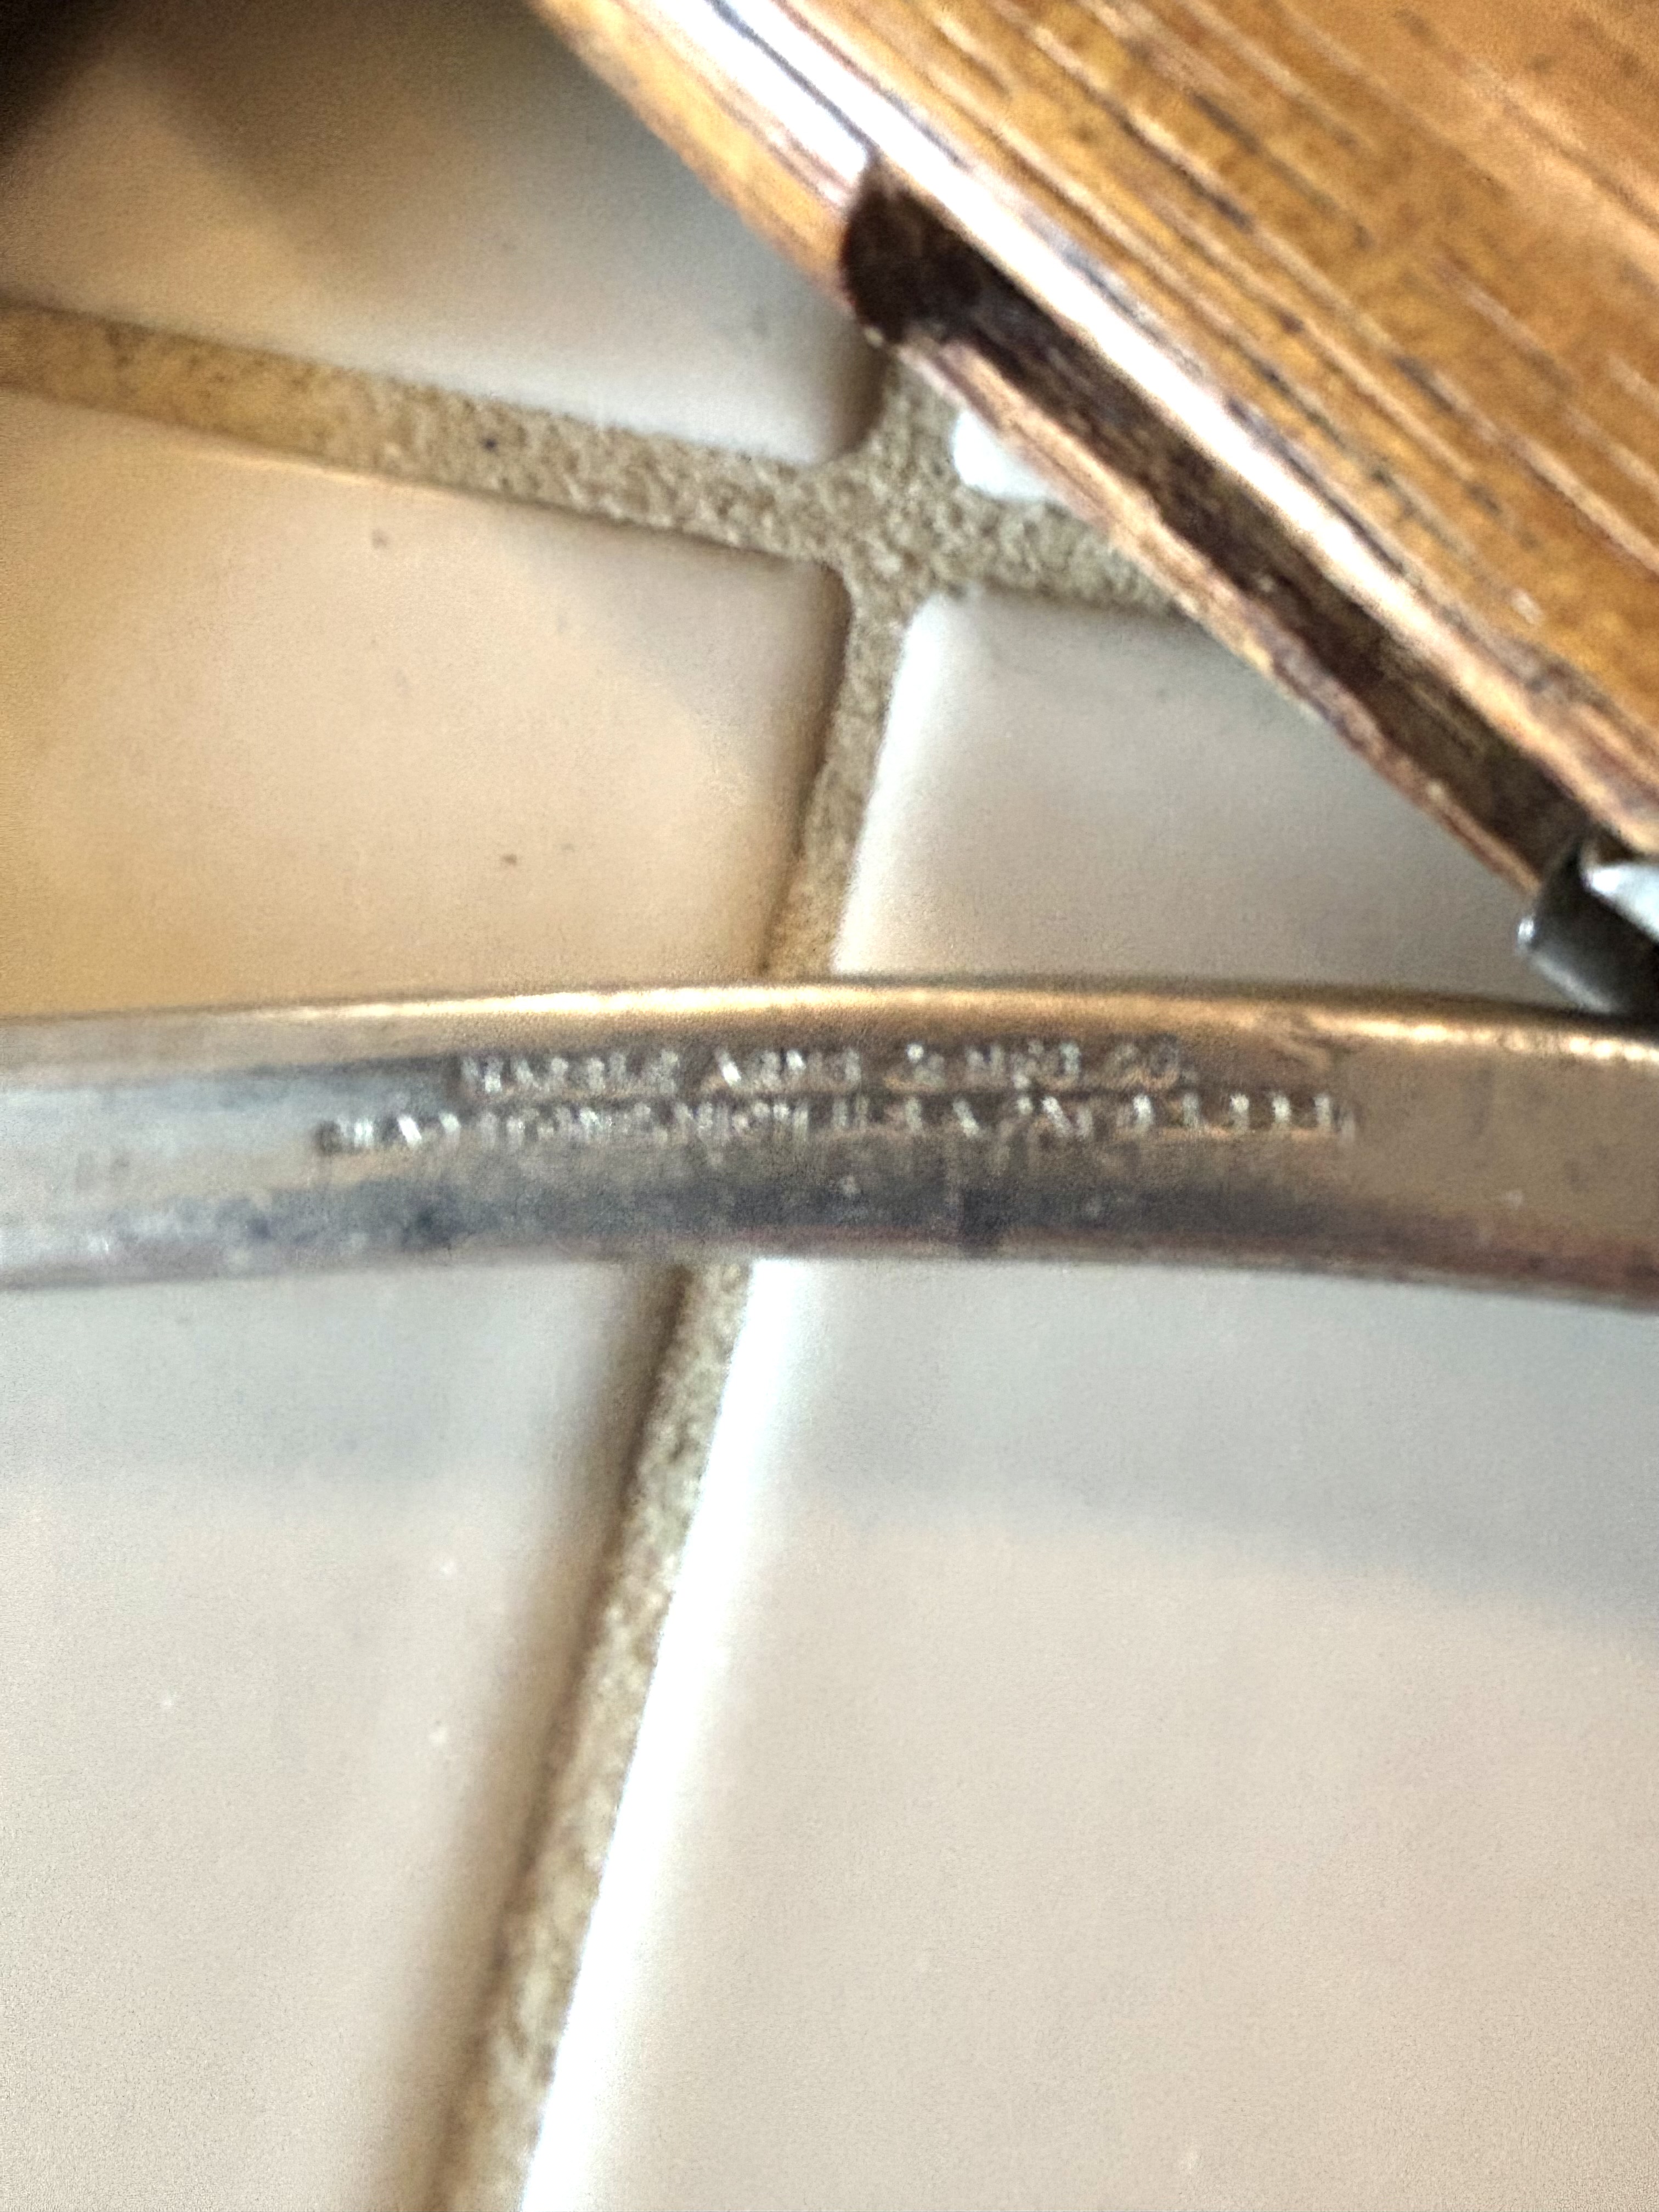 MARBLE ARMS & MFG. CO.
GLADSTONE, MICH. U.S.A.